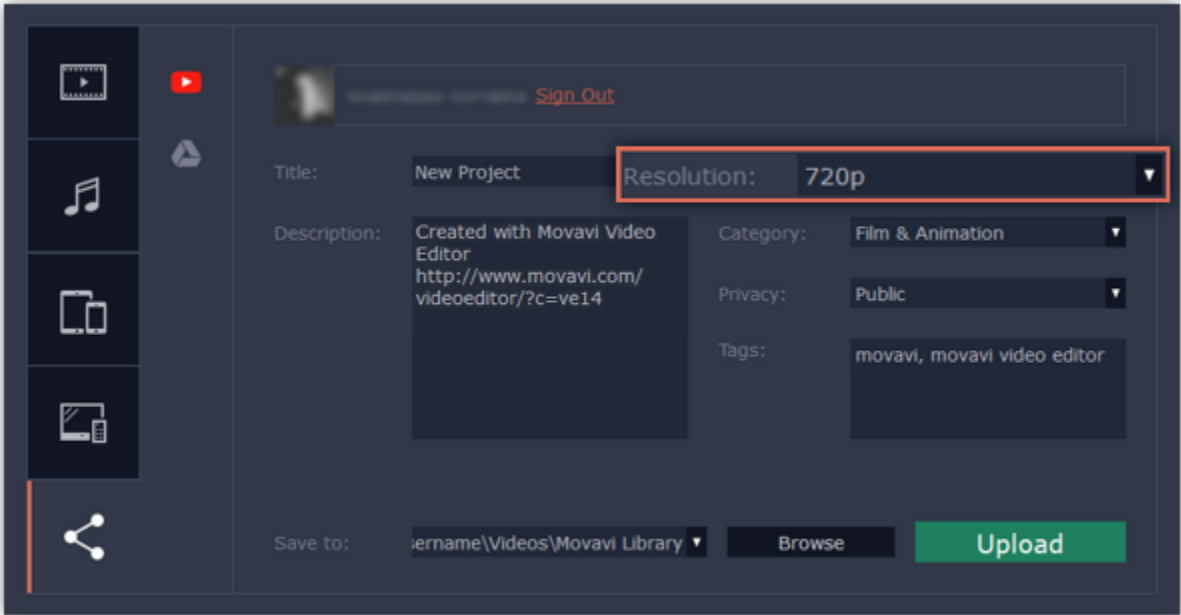 Sign Out
Title:
New Project
Resolution:
720p
Description:
Created with Movavi Video
Editor
http://www.movavi.com/
videoeditor/?c=ve14
Category:
Film & Animation
Privacy:
Public
Tags:
movavi, movavi video editor
Save to:
sername\Videos\Movavi Library
Browse
Upload